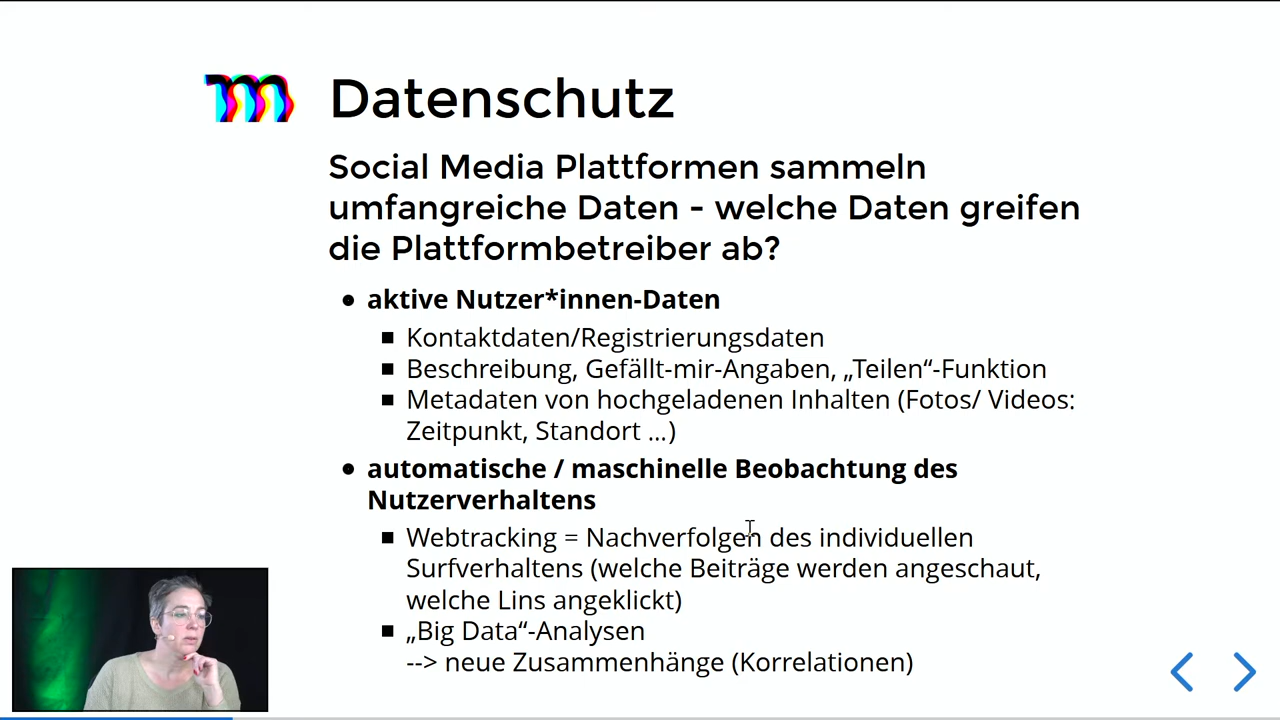 m Datenschutz
Social Media Plattformen sammeln
umfangreiche Daten - welche Daten greifen
die Plattformbetreiber ab?
• aktive Nutzer*innen-Daten
▪ Kontaktdaten/Registrierungsdaten
▪ Beschreibung, Gefällt-mir-Angaben, „Teilen“-Funktion
▪ Metadaten von hochgeladenen Inhalten (Fotos/ Videos:
Zeitpunkt, Standort ...)
• automatische / maschinelle Beobachtung des
Nutzerverhaltens
▪ Webtracking = Nachverfolgen des individuellen
Surfverhaltens (welche Beiträge werden angeschaut,
welche Lins angeklickt)
▪ „Big Data“-Analysen
--> neue Zusammenhänge (Korrelationen)